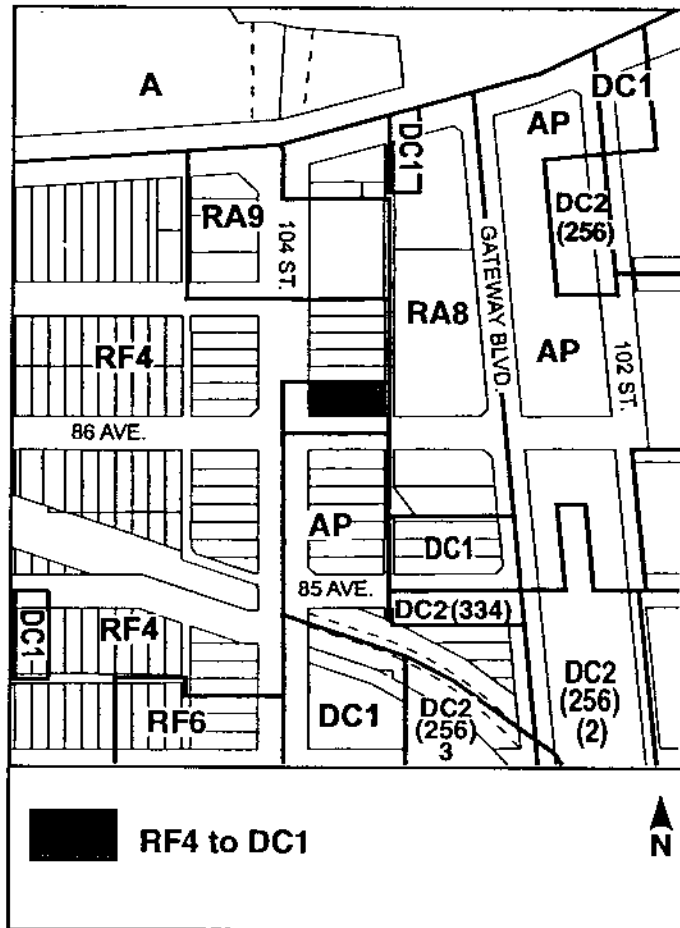 A
DC1
AP
DC1
DC2
(256)
RA9
104 ST.
GATEWAY BLVD.
RA8
RF4
AP
102 ST.
86 AVE.
AP
DC1
85 AVE.
DC2 (334)
DC1
RF4
RF6
DC1
DC2
(256)
3
DC2
(256)
(2)
RF4 to DC1
N